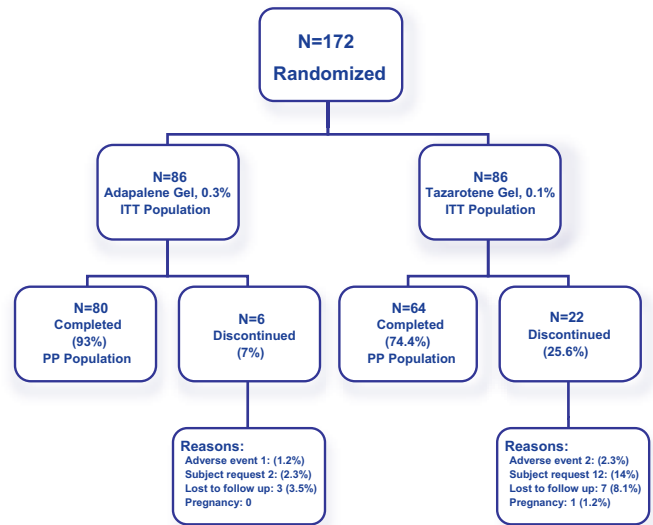 N=172
Randomized
N=86
Adapalene Gel, 0.3%
ITT Population
N=86
Tazarotene Gel, 0.1%
ITT Population
N=80
Completed
(93%)
PP Population
N=6
Discontinued
(7%)
N=64
Completed
(74.4%)
PP Population
N=22
Discontinued
(25.6%)
Reasons:
Adverse event 1: (1.2%)
Subject request 2: (2.3%)
Lost to follow up: 3 (3.5%)
Pregnancy: 0
Reasons:
Adverse event 2: (2.3%)
Subject request 12: (14%)
Lost to follow up: 7 (8.1%)
Pregnancy: 1 (1.2%)